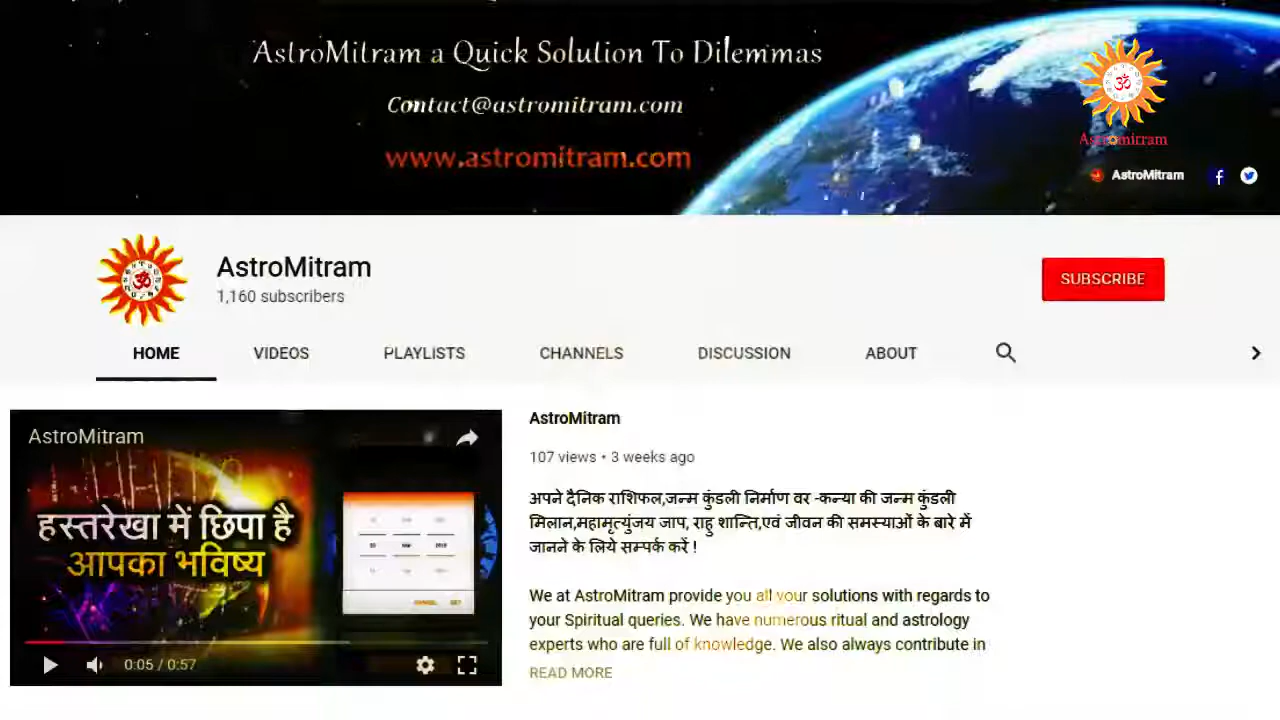 AstroMitram a Quick Solution To Dilemmas
Contact@astromitram.com
www.astromitram.com
Astromitram
AstroMitram
AstroMitram
1,160 subscribers
SUBSCRIBE
HOME VIDEOS PLAYLISTS CHANNELS DISCUSSION ABOUT
AstroMitram
हस्तरेखा में छिपा है
आपका भविष्य
0:05 / 0:57
AstroMitram
107 views • 3 weeks ago
अपने दैनिक राशिफल,जन्म कुंडली निर्माण वर -कन्या की जन्म कुंडली
मिलान,महामृत्युंजय जाप, राहु शान्ति,एवं जीवन की समस्याओं के बारे में
जानने के लिये सम्पर्क करें !
We at AstroMitram provide you all your solutions with regards to
your Spiritual queries. We have numerous ritual and astrology
experts who are full of knowledge. We also always contribute in
READ MORE